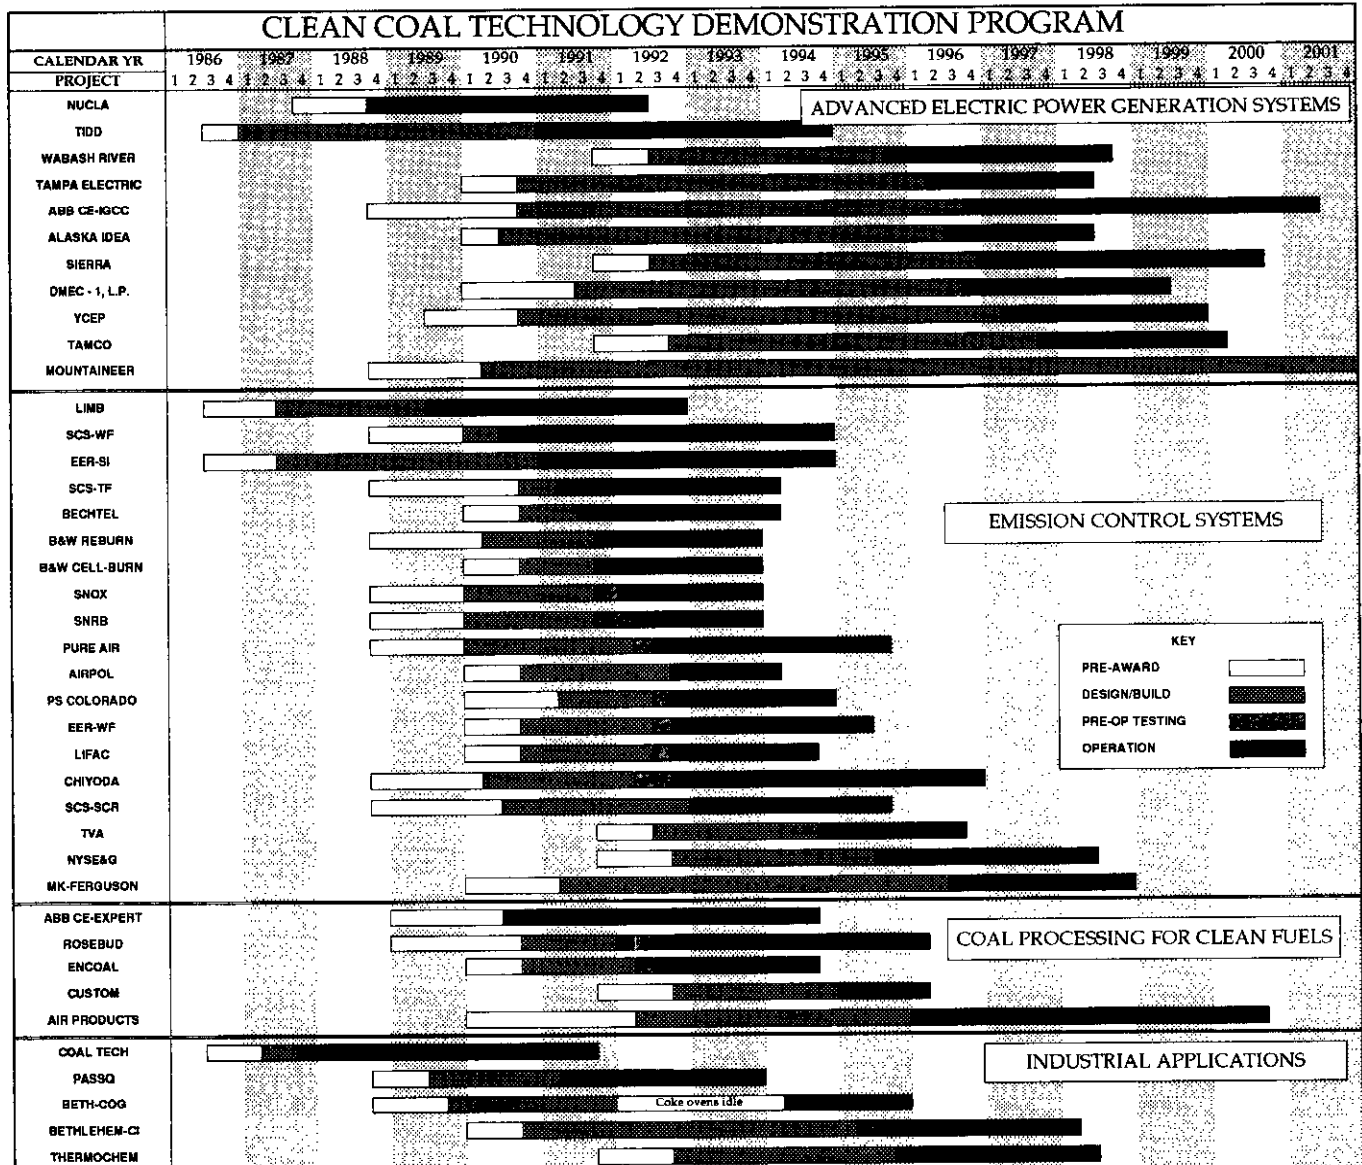 CLEAN COAL TECHNOLOGY DEMONSTRATION PROGRAM
CALENDAR YR 1986 1987 1988 1989 1990 1991 1992 1993 1994 1995 1996 1997 1998 1999 2000 2001
PROJECT 1 2 3 4 1 2 3 4 1 2 3 4 1 2 3 4 1 2 3 4 1 2 3 4 1 2 3 4 1 2 3 4 1 2 3 4 1 2 3 4 1 2 3 4 1 2 3 4 1 2 3 4 1 2 3 4 1 2 3 4 1 2 3 4
NUCLA
ADVANCED ELECTRIC POWER GENERATION SYSTEMS
TIDD
WABASH RIVER
TAMPA ELECTRIC
ABB CE-IGCC
ALASKA IDEA
SIERRA
DMEC - 1, L.P.
YCEP
TAMCO
MOUNTAINEER
LIMB
SCS-WF
EER-SI
SCS-TF
BECHTEL
EMISSION CONTROL SYSTEMS
B&W REBURN
B&W CELL-BURN
SNOX
SNRB
PURE AIR
AIRPOL
PS COLORADO
EER-WF
LIFAC
CHIYODA
SCS-SCR
TVA
NYSE&G
MK-FERGUSON
KEY
PRE-AWARD
DESIGN/BUILD
PRE-OP TESTING
OPERATION
ABB CE-EXPERT
ROSEBUD
COAL PROCESSING FOR CLEAN FUELS
ENCOAL
CUSTOM
AIR PRODUCTS
COAL TECH
INDUSTRIAL APPLICATIONS
PASSQ
BETH-COG
Coke ovens idle
BETHLEHEM-CI
THERMOCHEM